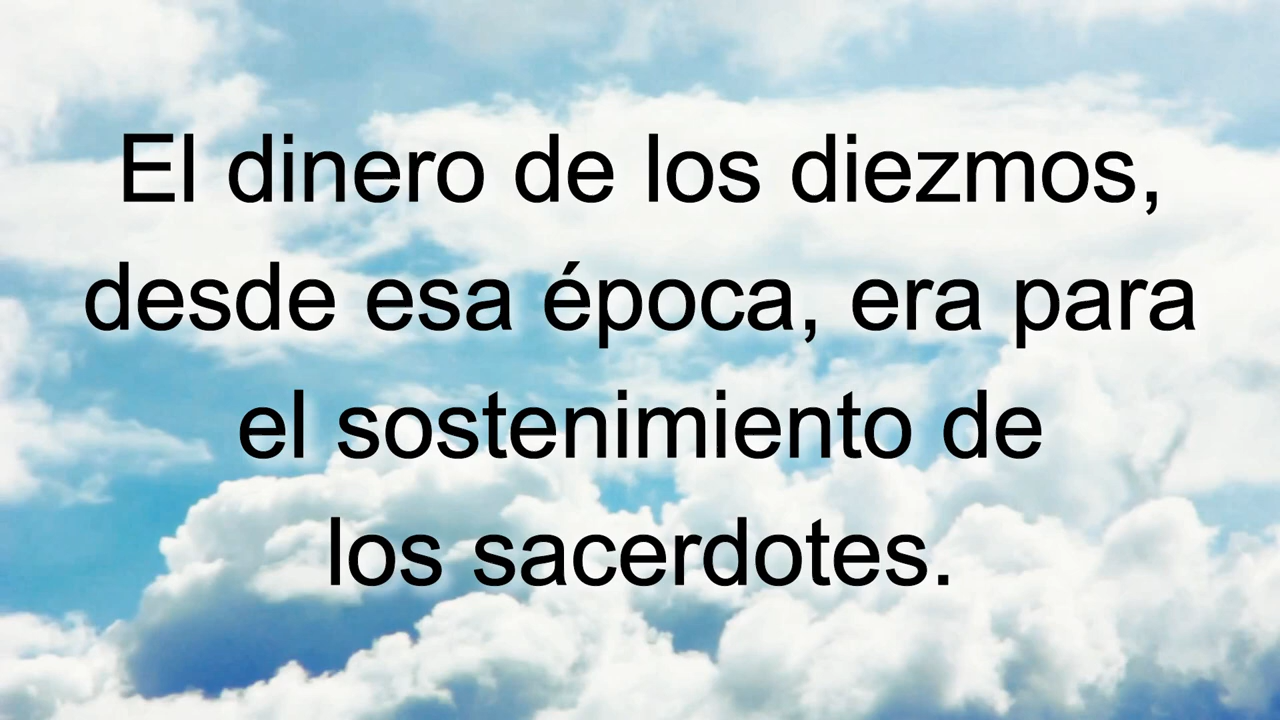 El dinero de los diezmos,
desde esa época, era para
el sostenimiento de
los sacerdotes.